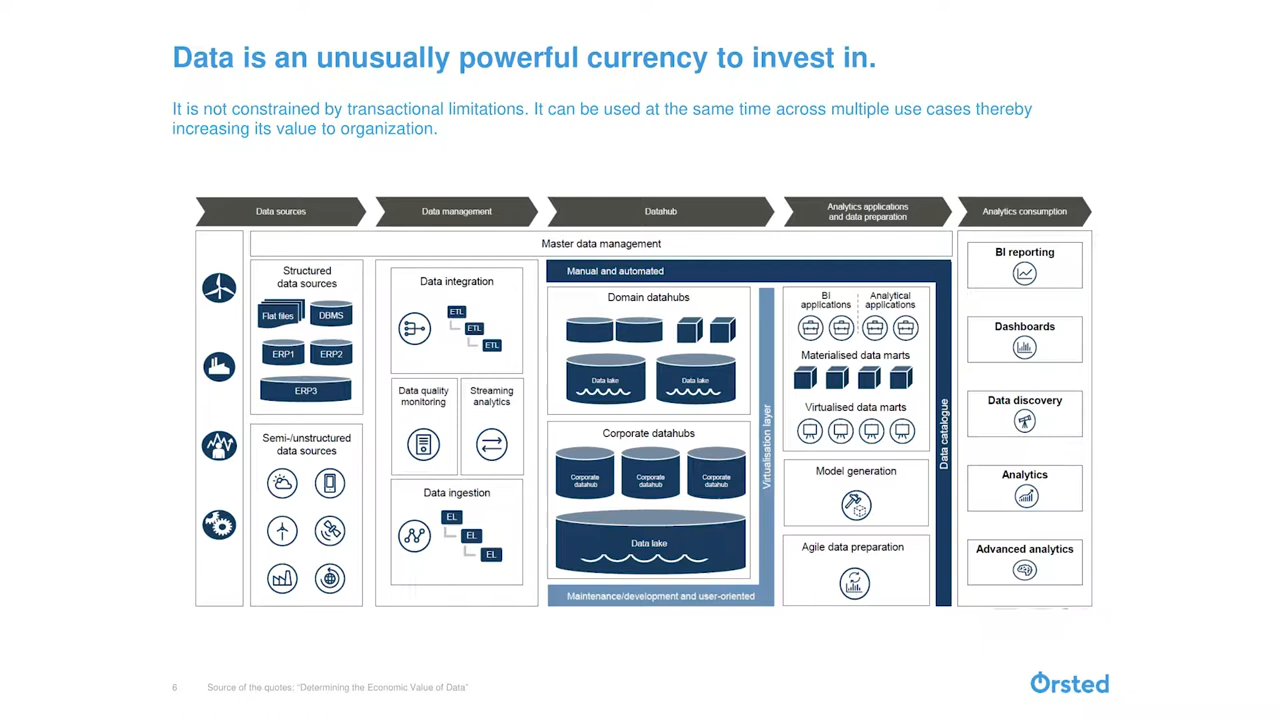 Data is an unusually powerful currency to invest in.
It is not constrained by transactional limitations. It can be used at the same time across multiple use cases thereby
increasing its value to organization.
Data sources
Data management
Datahub
Analytics applications
and data preparation
Analytics consumption
Master data management
Structured
data sources
Flat files
DBMS
ERP1
ERP2
ERP3
Semi-/unstructured
data sources
Data integration
ETL
ETL
ETL
Data quality
monitoring
Streaming
analytics
Data ingestion
EL
EL
EL
Manual and automated
Domain datahubs
Data lake
Data lake
Corporate datahubs
Corporate
datahub
Corporate
datahub
Corporate
datahub
Data lake
Maintenance/development and user-oriented
Virtualisation layer
BI
applications
Analytical
applications
Materialised data marts
Virtualised data marts
Model generation
Agile data preparation
Data catalogue
BI reporting
Dashboards
Data discovery
Analytics
Advanced analytics
6
Source of the quotes: “Determining the Economic Value of Data”
Ørsted